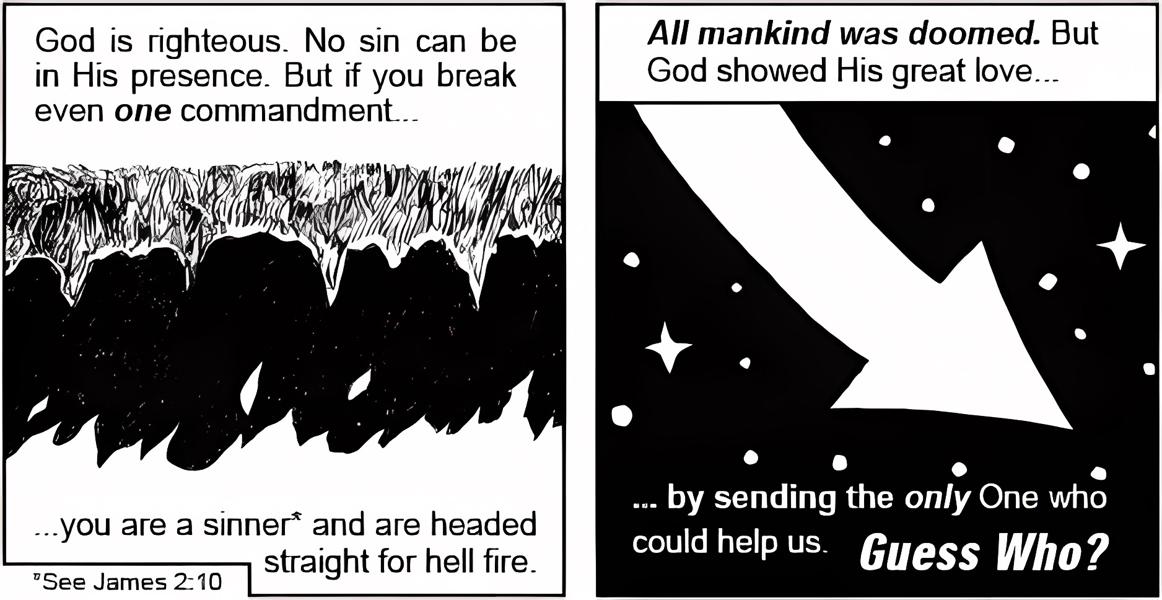 God is righteous. No sin can be
in His presence. But if you break
even one commandment...
...you are a sinner* and are headed
straight for hell fire.
*See James 2:10
All mankind was doomed. But
God showed His great love...
... by sending the only One who
could help us. Guess Who?